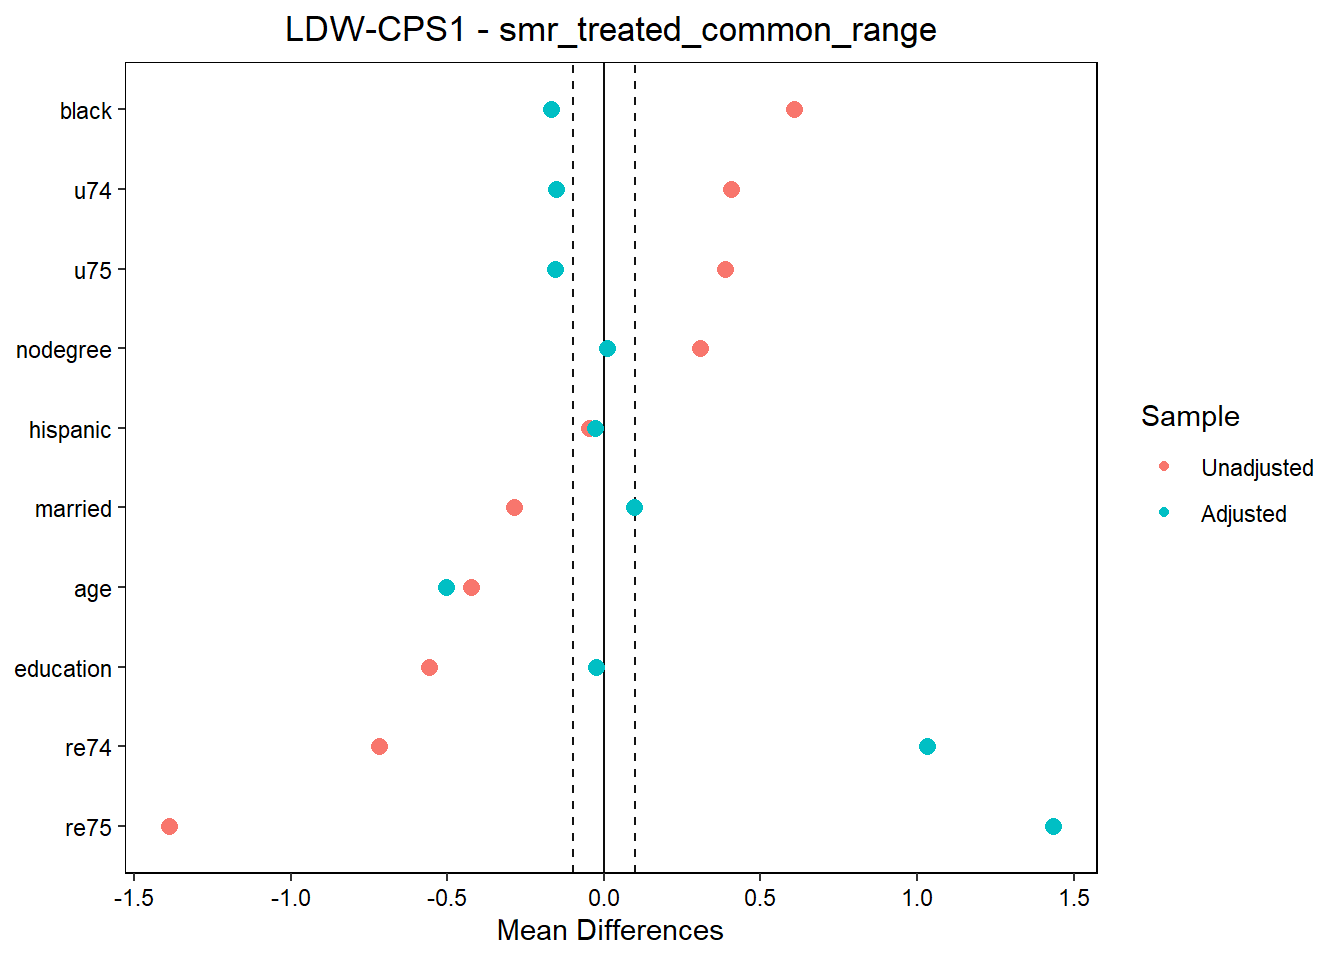 LDW-CPS1 - smr_treated_common_range
black
u74
u75
nodegree
hispanic
married
age
education
re74
re75
-1.5 -1.0 -0.5 0.0 0.5 1.0 1.5
Mean Differences
Sample
Unadjusted
Adjusted